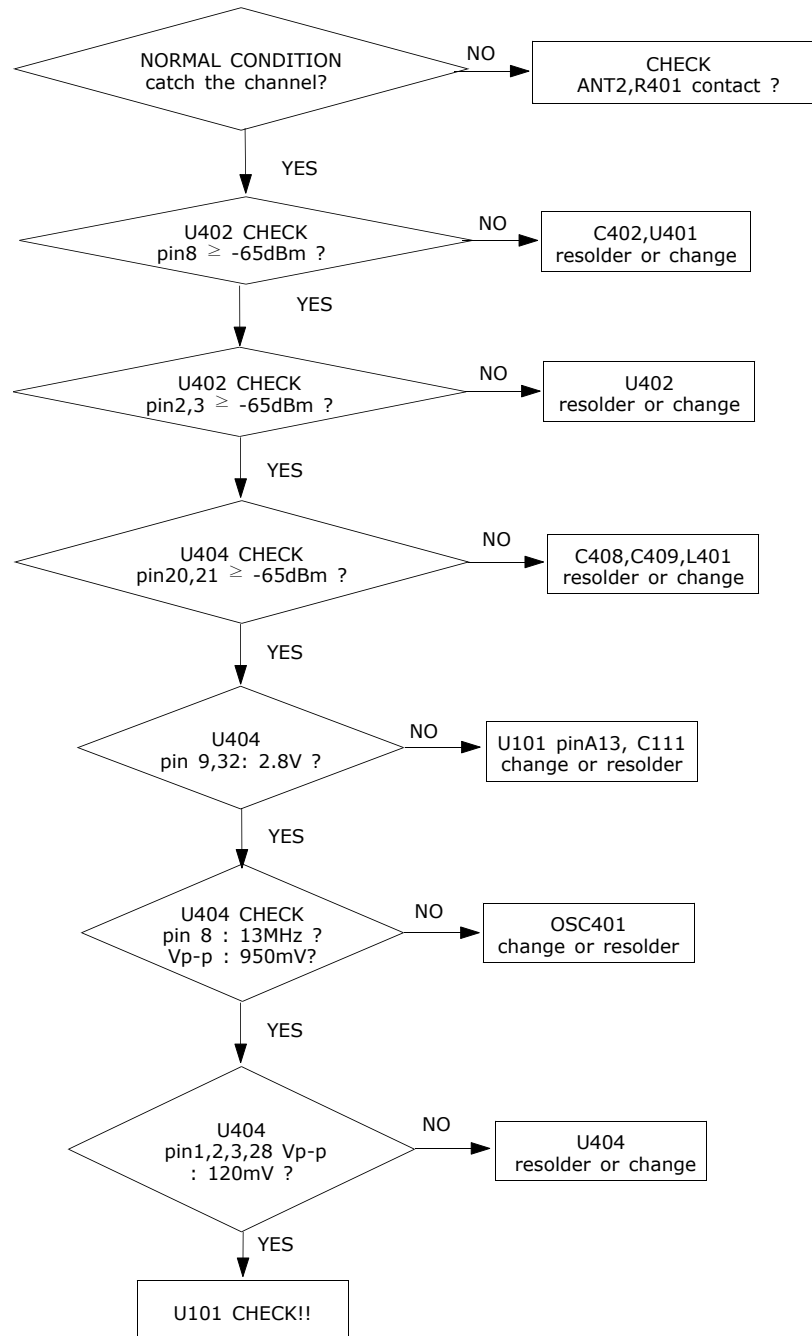 NORMAL CONDITION
catch the channel?
NO
CHECK
ANT2,R401 contact ?
YES
U402 CHECK
pin8 ≥ -65dBm ?
NO
C402,U401
resolder or change
YES
U402 CHECK
pin2,3 ≥ -65dBm ?
NO
U402
resolder or change
YES
U404 CHECK
pin20,21 ≥ -65dBm ?
NO
C408,C409,L401
resolder or change
YES
U404
pin 9,32: 2.8V ?
NO
U101 pinA13, C111
change or resolder
YES
U404 CHECK
pin 8 : 13MHz ?
Vp-p : 950mV?
NO
OSC401
change or resolder
YES
U404
pin1,2,3,28 Vp-p
: 120mV ?
NO
U404
resolder or change
YES
U101 CHECK!!